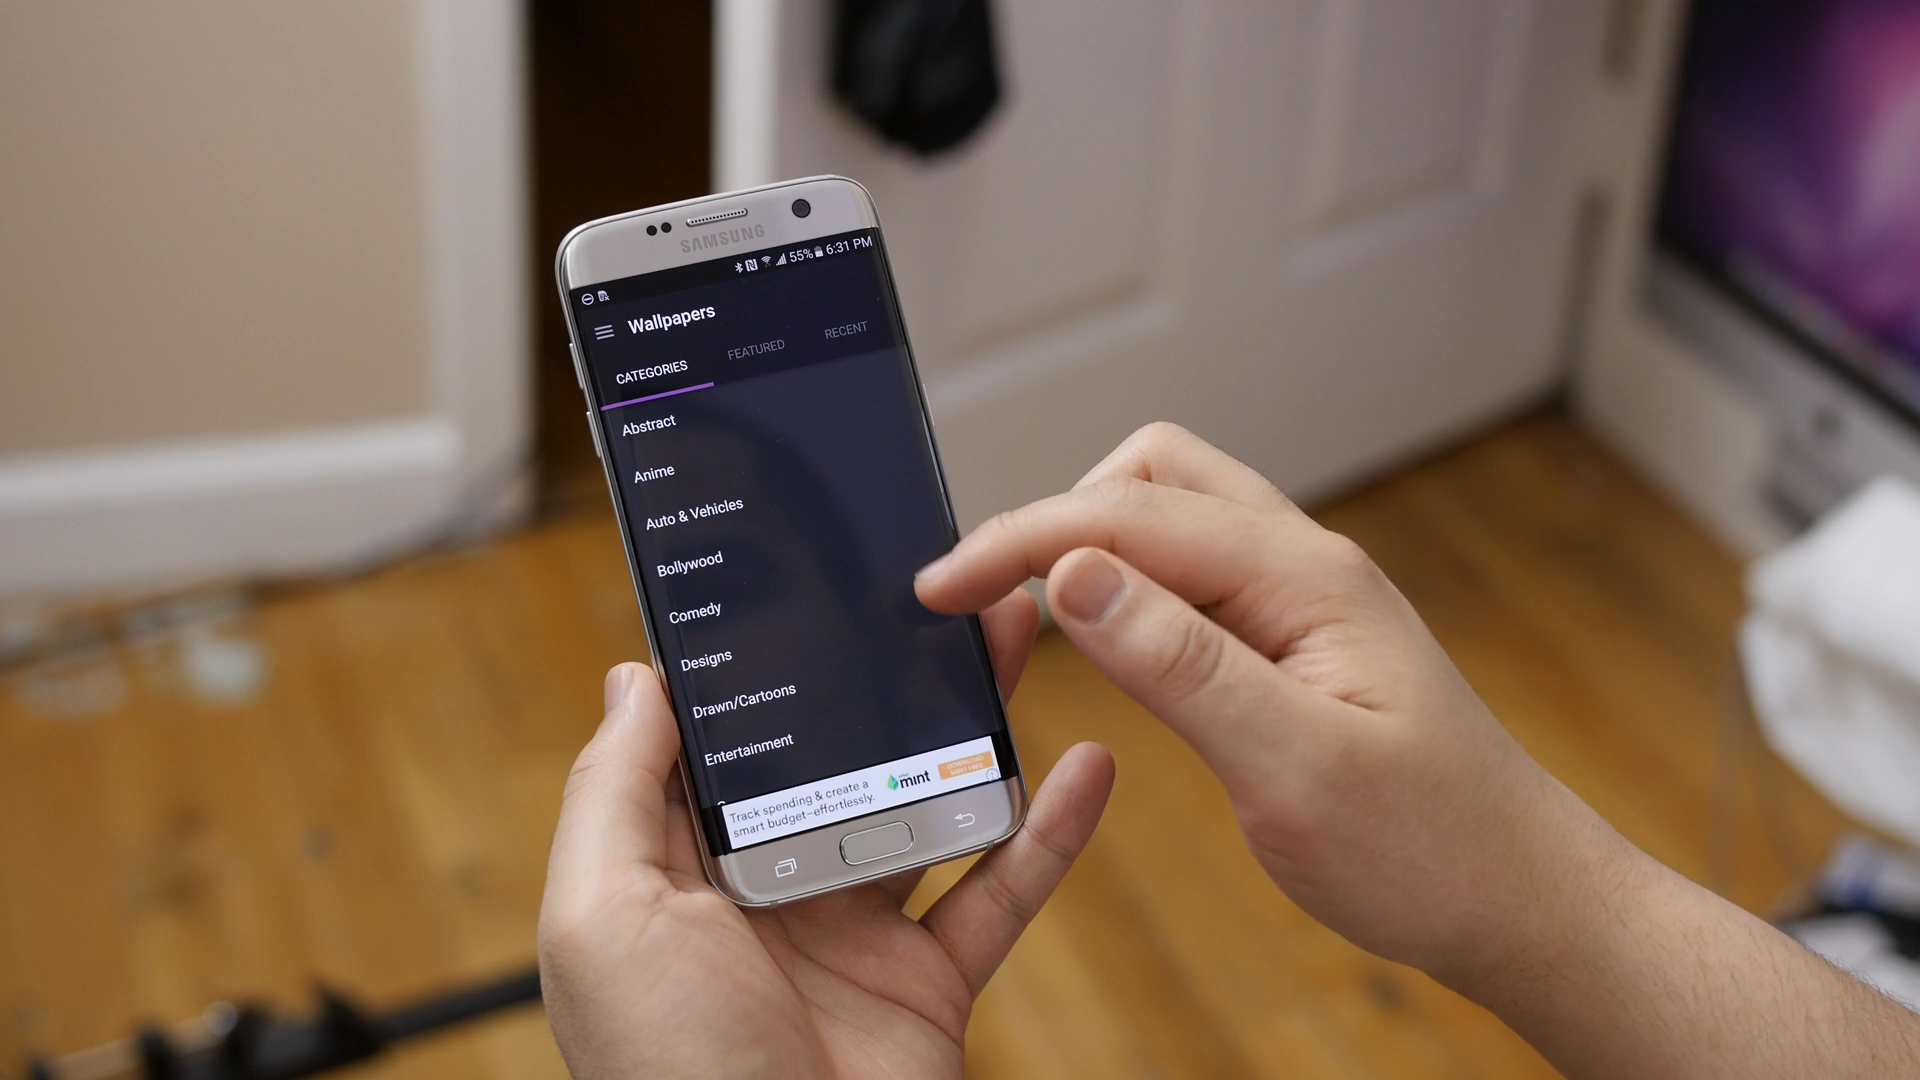 SAMSUNG
55% 6:31 PM
Wallpapers
CATEGORIES FEATURED RECENT
Abstract
Anime
Auto & Vehicles
Bollywood
Comedy
Designs
Drawn/Cartoons
Entertainment
Track spending & create a
smart budget–effortlessly.
mint